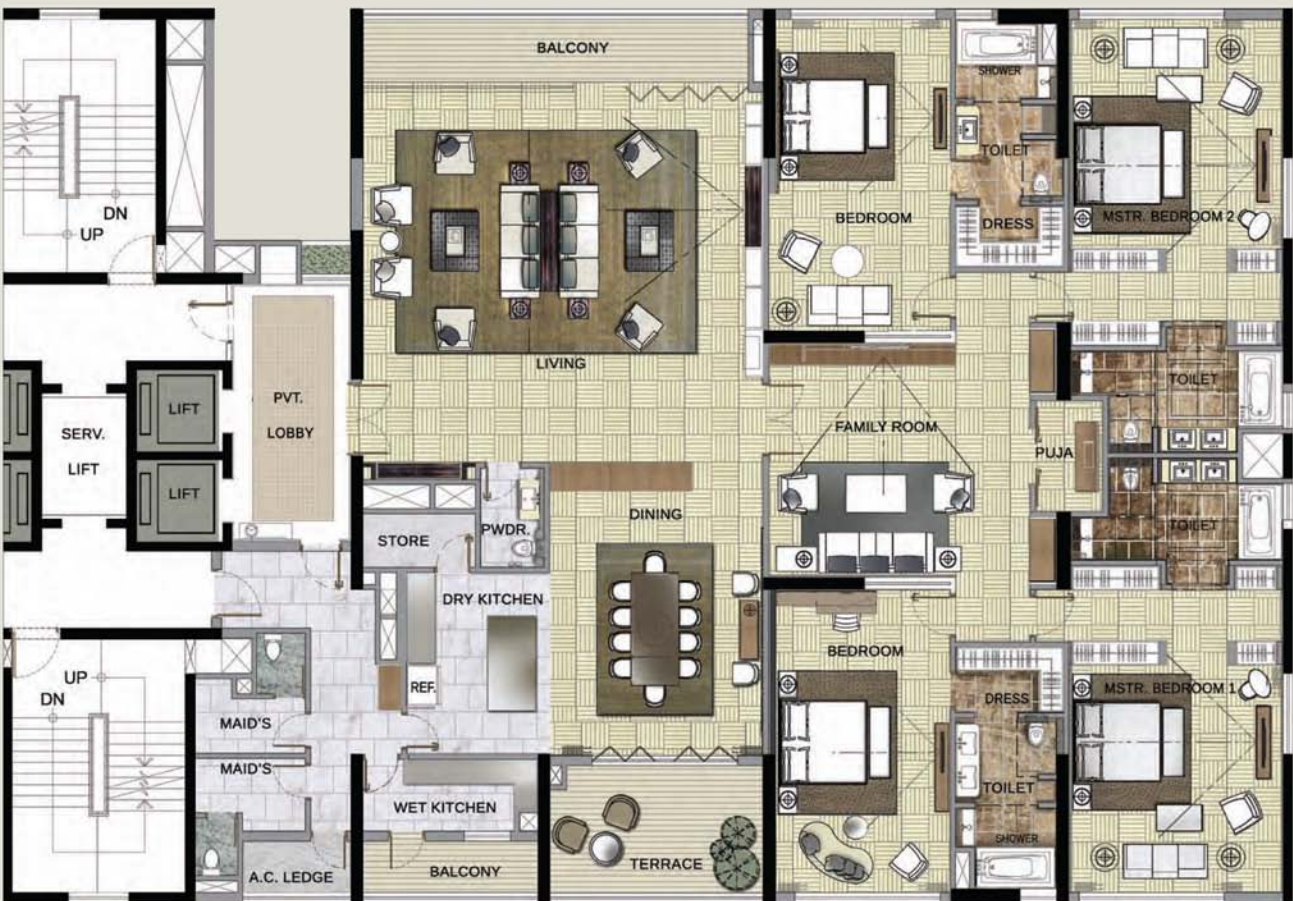 BALCONY
SHOWER
TOILET
DRESS
BEDROOM
MSTR. BEDROOM 2
DN
UP
LIVING
LIFT
SERV.
LIFT
LIFT
PVT.
LOBBY
FAMILY ROOM
TOILET
PUJA
TOILET
STORE
PWDR.
DINING
DRY KITCHEN
REF.
BEDROOM
DRESS
MSTR. BEDROOM 1
TOILET
SHOWER
UP
DN
MAID'S
MAID'S
WET KITCHEN
A.C. LEDGE
BALCONY
TERRACE